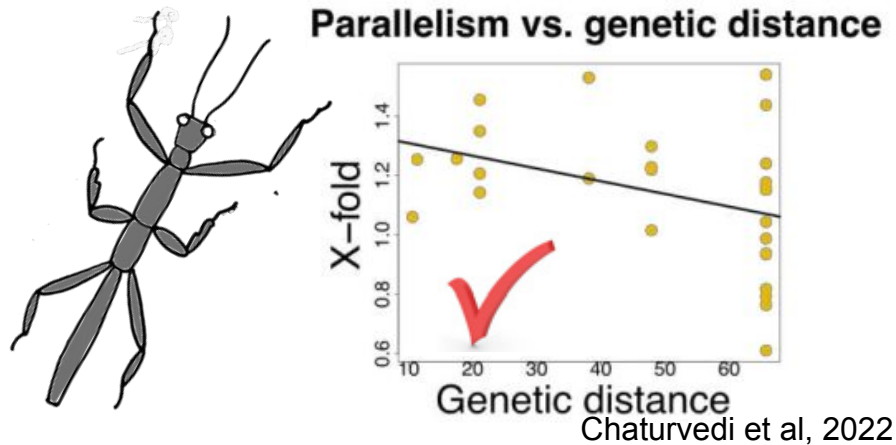 Parallelism vs. genetic distance
X-fold
1.4
1.2
1.0
0.8
0.6
10 20 30 40 50 60
Genetic distance
Chaturvedi et al, 2022